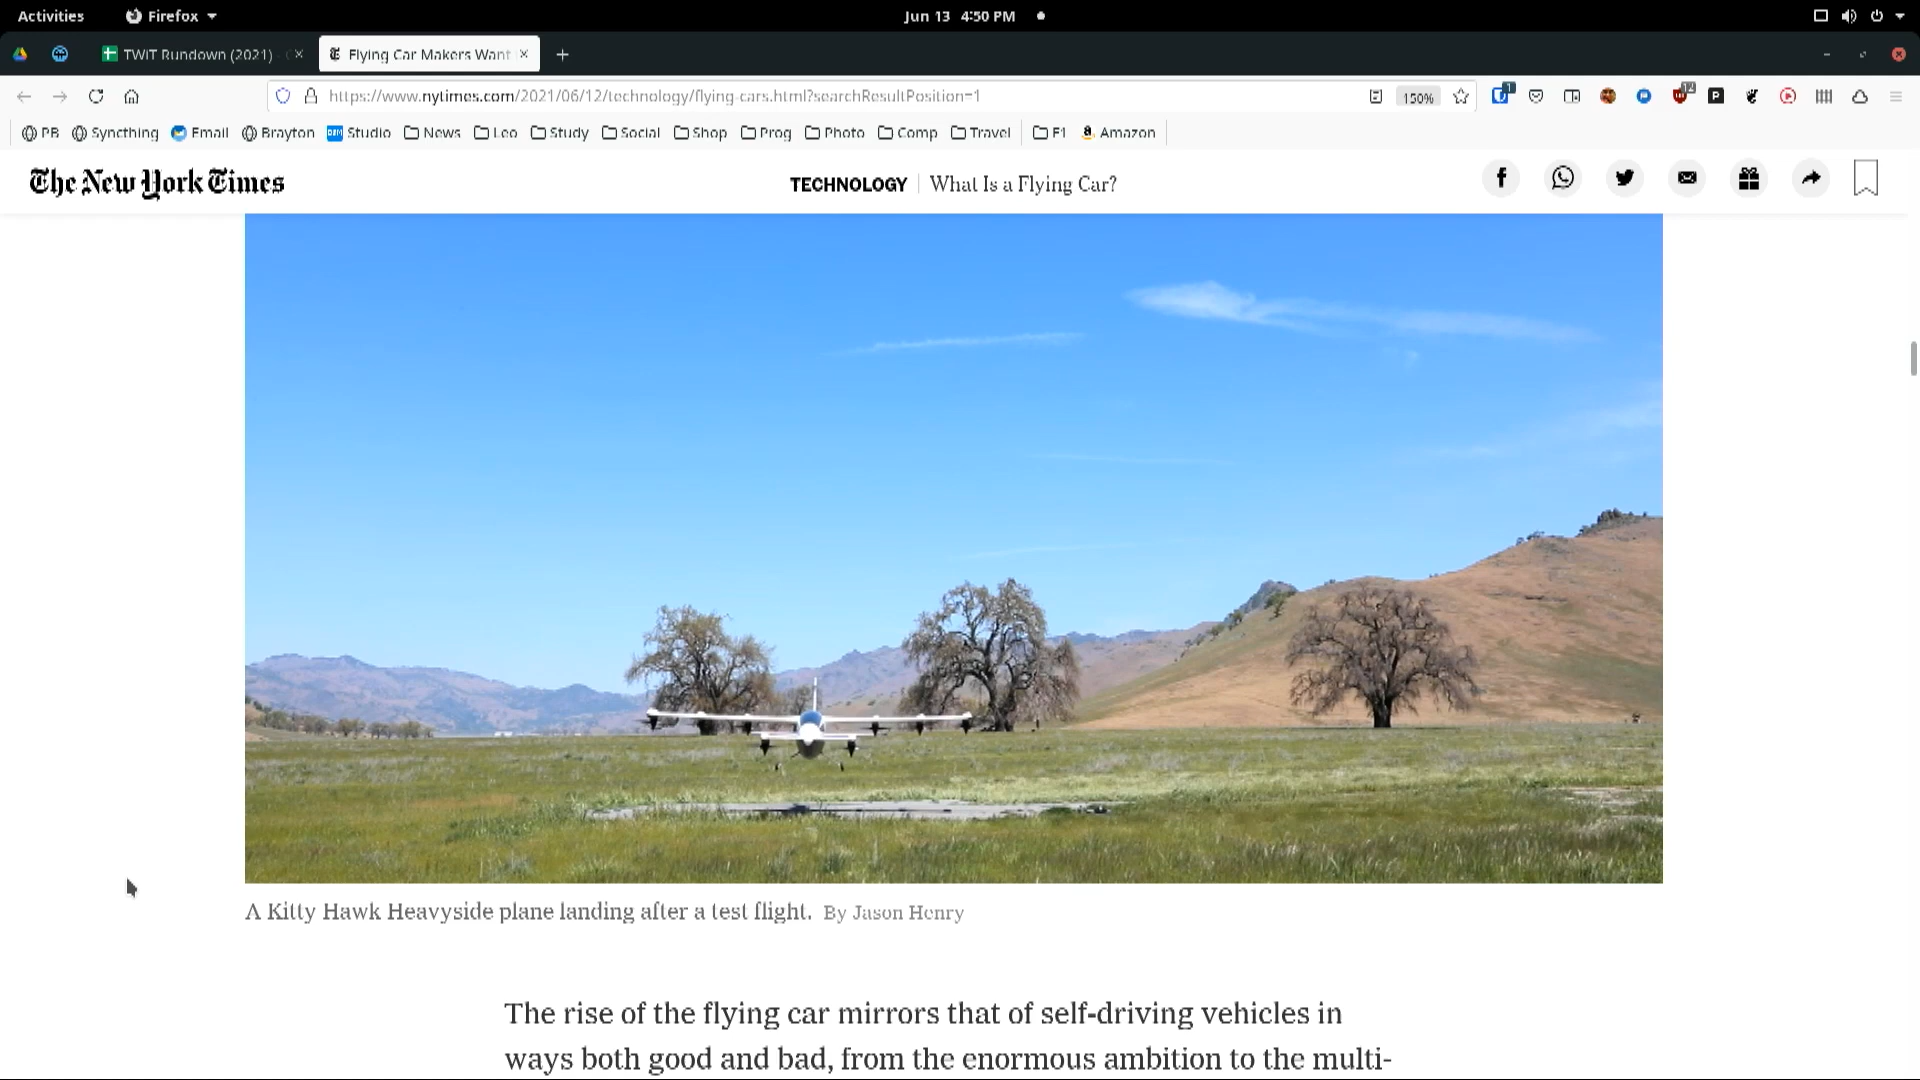 Activities Firefox Jun 13 4:50 PM
TWiT Rundown (2021) - Flying Car Makers Want
https://www.nytimes.com/2021/06/12/technology/flying-cars.html?searchResultPosition=1 150% 1 12 P
PB Syncthing Email Brayton Studio News Leo Study Social Shop Prog Photo Comp Travel F1 Amazon
The New York Times TECHNOLOGY What Is a Flying Car?
A Kitty Hawk Heavyside plane landing after a test flight. By Jason Henry
The rise of the flying car mirrors that of self-driving vehicles in
ways both good and bad, from the enormous ambition to the multi-